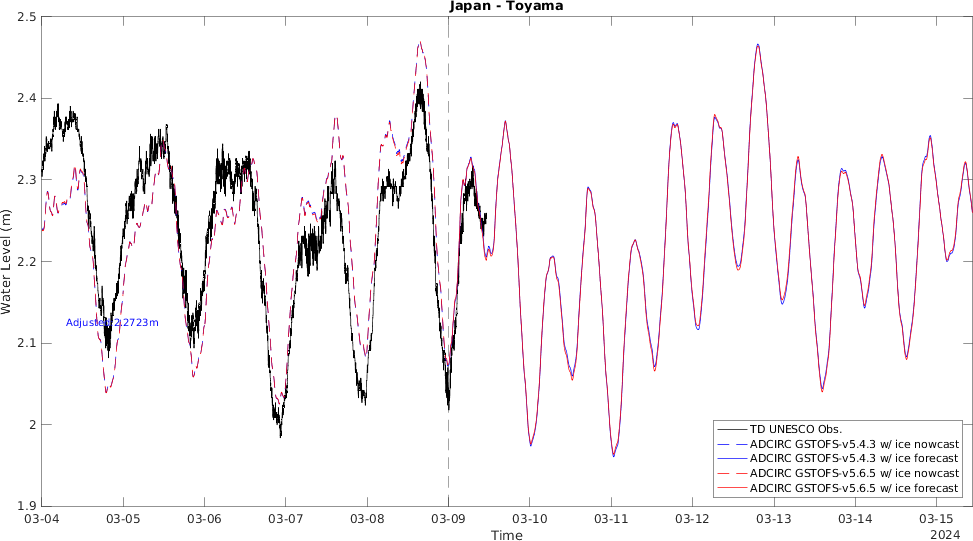 Japan - Toyama
Water Level (m)
2.5
2.4
2.3
2.2
2.1
2
1.9
Adjusted 2.2723m
TD UNESCO Obs.
ADCIRC GSTOFS-v5.4.3 w/ ice nowcast
ADCIRC GSTOFS-v5.4.3 w/ ice forecast
ADCIRC GSTOFS-v5.6.5 w/ ice nowcast
ADCIRC GSTOFS-v5.6.5 w/ ice forecast
03-04 03-05 03-06 03-07 03-08 03-09 03-10 03-11 03-12 03-13 03-14 03-15
Time
2024